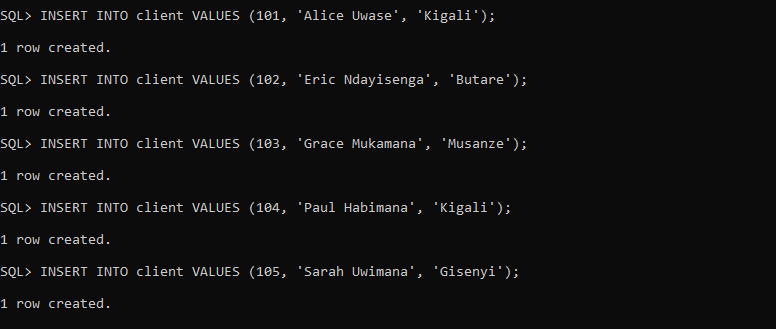 SQL> INSERT INTO client VALUES (101, 'Alice Uwase', 'Kigali');
1 row created.
SQL> INSERT INTO client VALUES (102, 'Eric Ndayisenga', 'Butare');
1 row created.
SQL> INSERT INTO client VALUES (103, 'Grace Mukamana', 'Musanze');
1 row created.
SQL> INSERT INTO client VALUES (104, 'Paul Habimana', 'Kigali');
1 row created.
SQL> INSERT INTO client VALUES (105, 'Sarah Uwimana', 'Gisenyi');
1 row created.